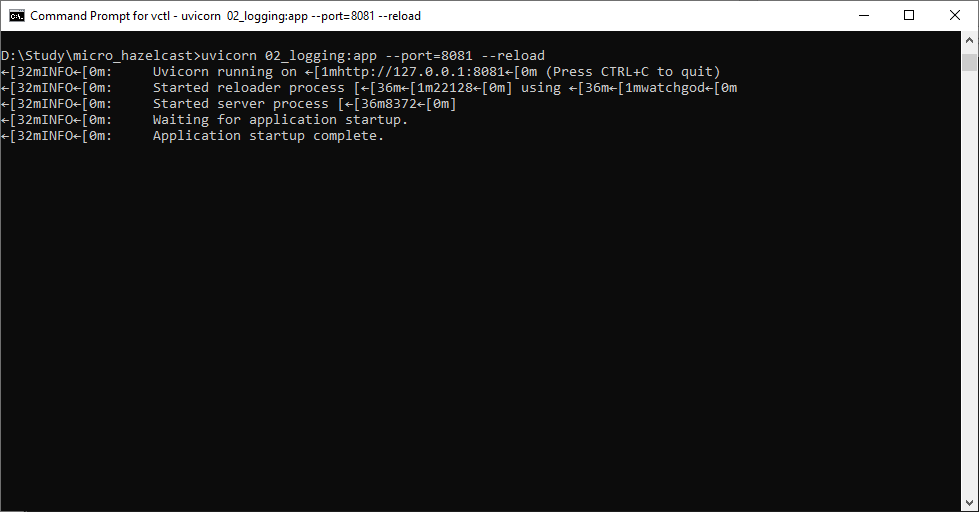 Command Prompt for vctl - uvicorn  02_logging:app --port=8081 --reload
D:\Study\micro_hazelcast>uvicorn 02_logging:app --port=8081 --reload
←[32mINFO←[0m:     Uvicorn running on ←[1mhttp://127.0.0.1:8081←[0m (Press CTRL+C to quit)
←[32mINFO←[0m:     Started reloader process [←[36m←[1m22128←[0m] using ←[36m←[1mwatchgod←[0m
←[32mINFO←[0m:     Started server process [←[36m8372←[0m]
←[32mINFO←[0m:     Waiting for application startup.
←[32mINFO←[0m:     Application startup complete.